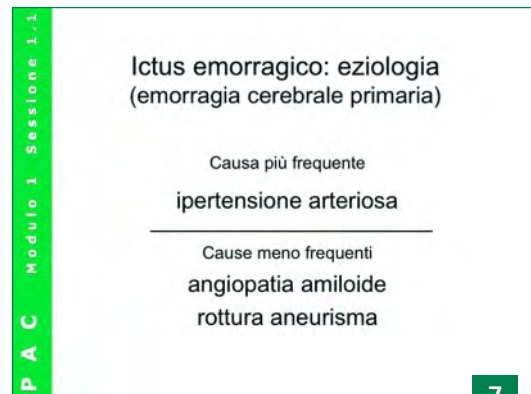 PAC Modulo 1 Sessione 1.1
Ictus emorragico: eziologia
(emorragia cerebrale primaria)
Causa più frequente
ipertensione arteriosa
Cause meno frequenti
angiopatia amiloide
rottura aneurisma
7